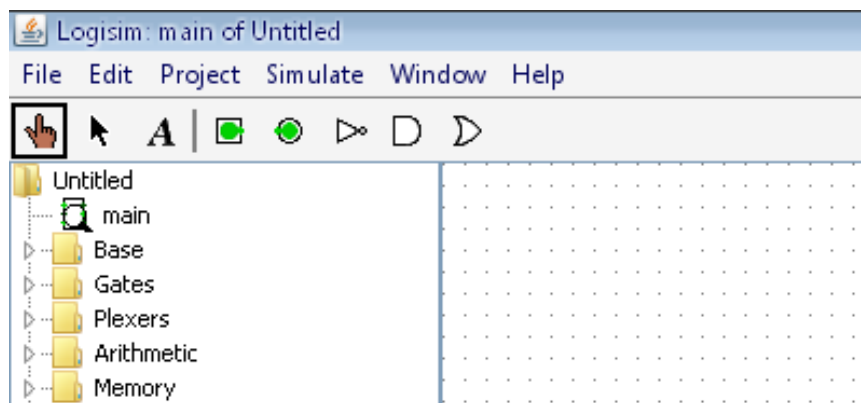 Logisim: main of Untitled
File Edit Project Simulate Window Help
A
Untitled
main
Base
Gates
Plexers
Arithmetic
Memory